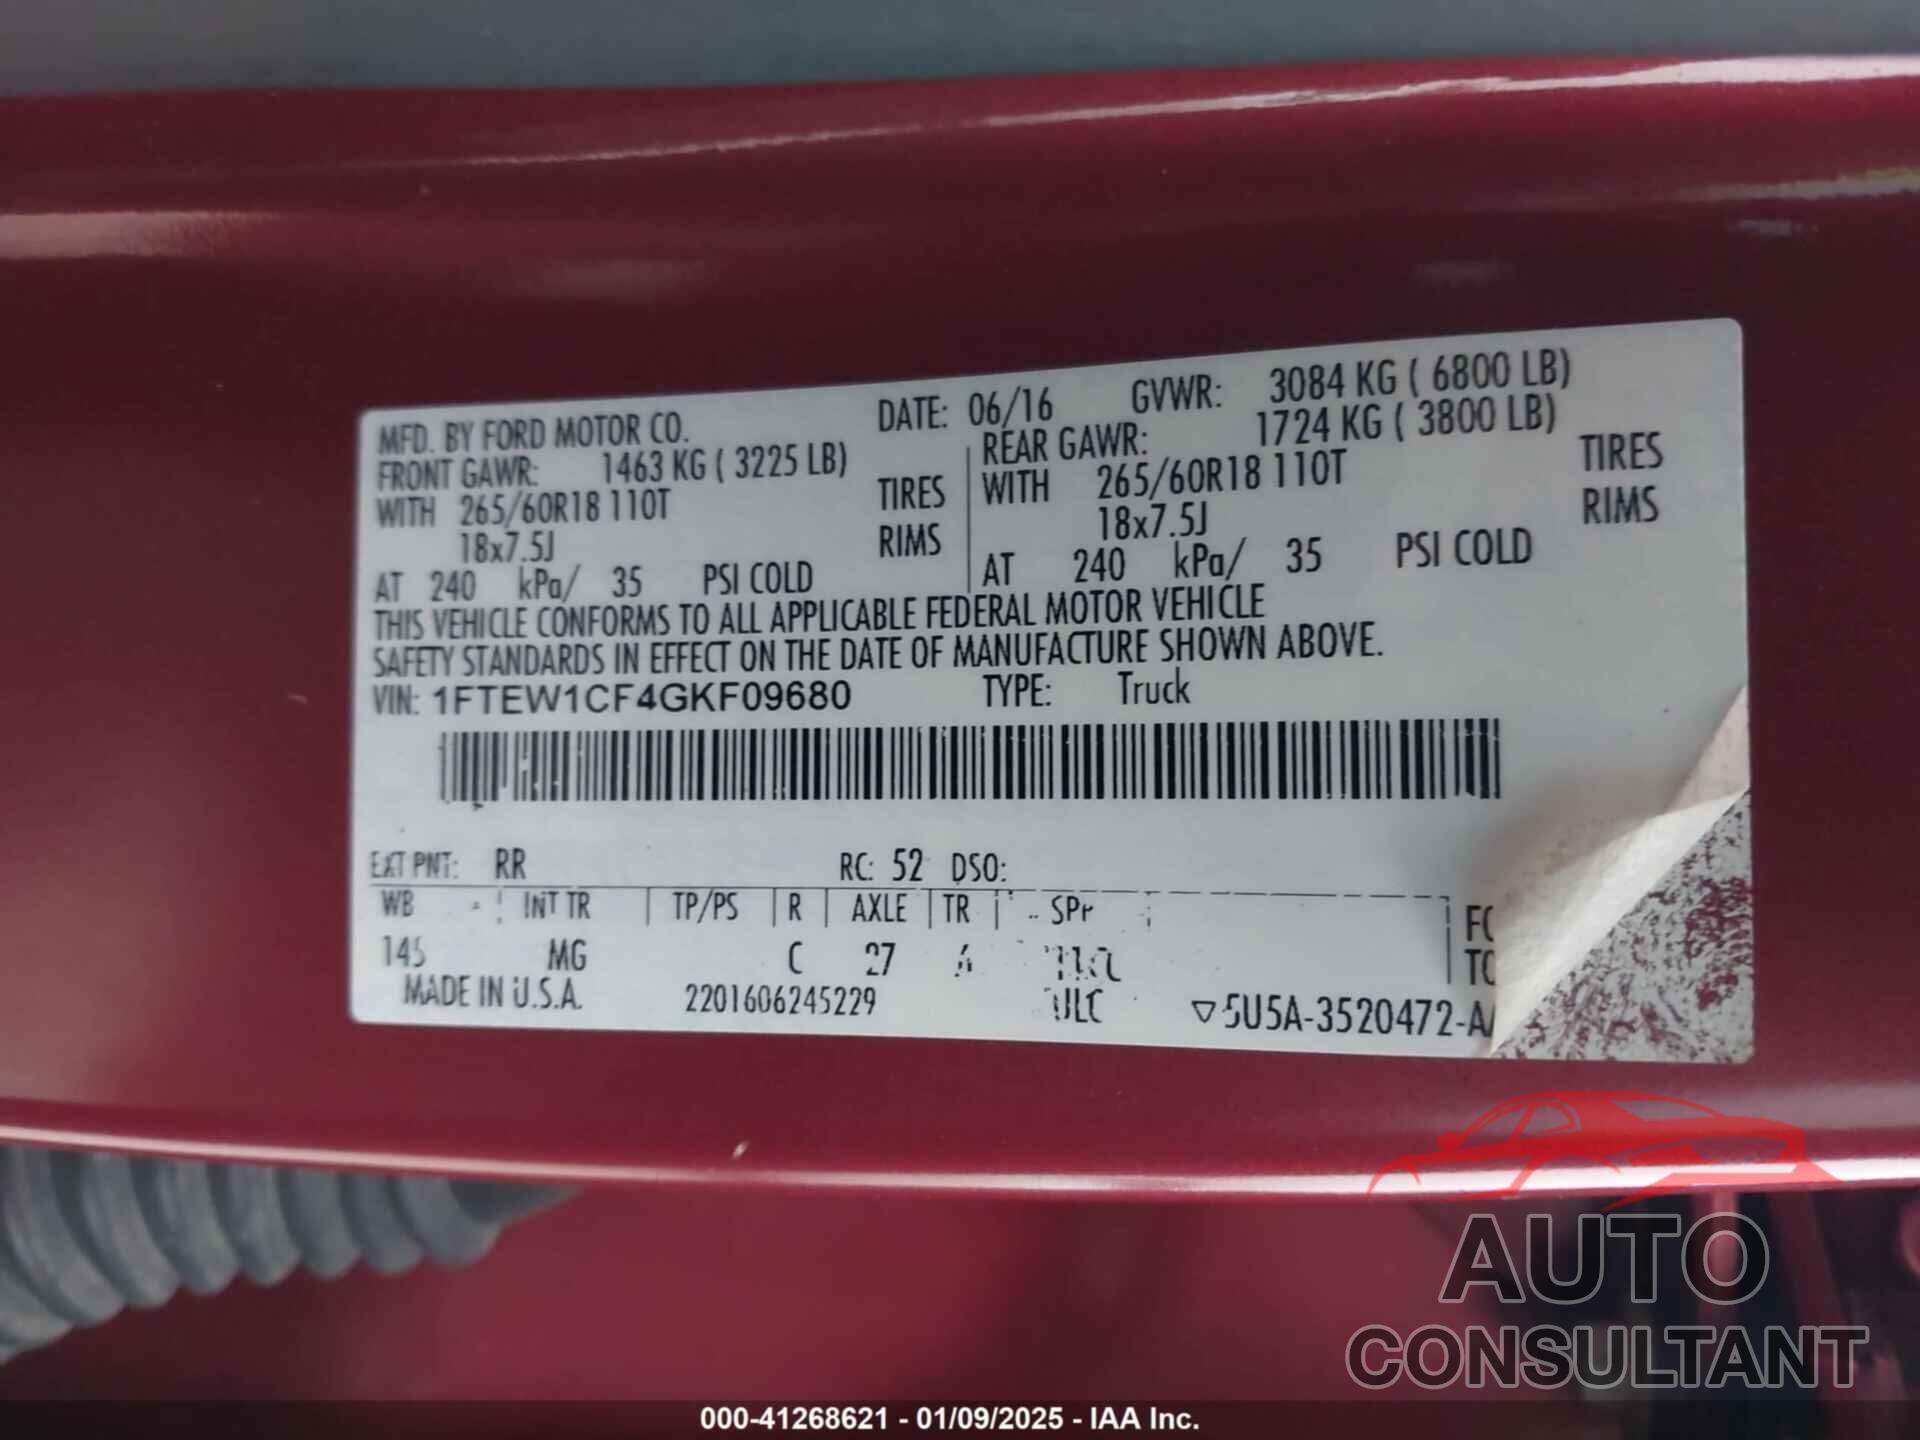 MFD. BY FORD MOTOR CO. DATE: 06/16 GVWR: 3084 KG ( 6800 LB)
FRONT GAWR: 1463 KG ( 3225 LB) REAR GAWR: 1724 KG ( 3800 LB)
WITH 265/60R18 110T TIRES WITH 265/60R18 110T TIRES
18x7.5J RIMS 18x7.5J RIMS
AT 240 kPa/ 35 PSI COLD AT 240 kPa/ 35 PSI COLD
THIS VEHICLE CONFORMS TO ALL APPLICABLE FEDERAL MOTOR VEHICLE
SAFETY STANDARDS IN EFFECT ON THE DATE OF MANUFACTURE SHOWN ABOVE.
VIN: 1FTEW1CF4GKF09680 TYPE: Truck
EXT PNT: RR RC: 52 DSO:
WB INT TR TP/PS R AXLE TR
145 MG C 27
MADE IN U.S.A. 2201606245229 ▽5U5A-3520472-A
AUTO
CONSULTANT
000-41268621 - 01/09/2025 - IAA Inc.